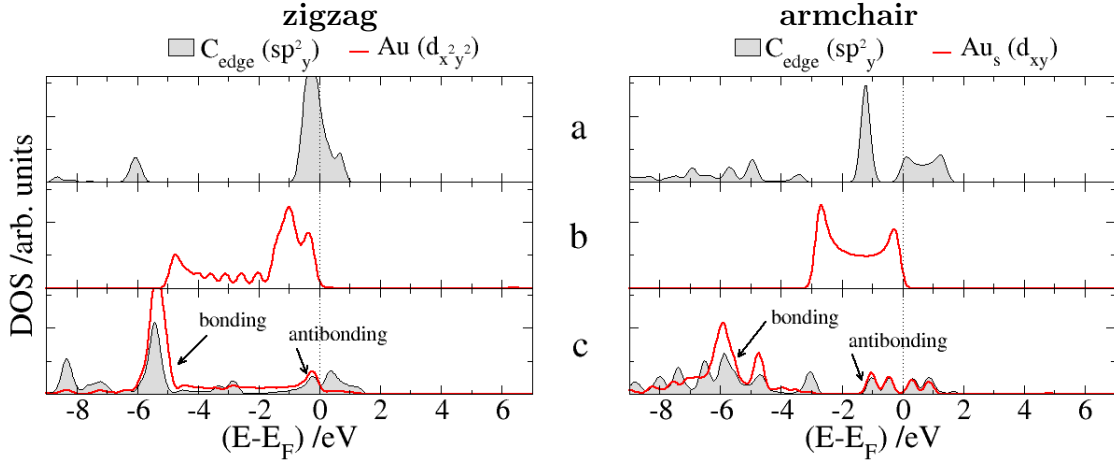 zigzag
armchair
C_edge (sp²_y) Au (d_x²y²)
C_edge (sp²_y) Au_s (d_xy)
a
b
c
DOS /arb. units
bonding
antibonding
bonding
antibonding
-8 -6 -4 -2 0 2 4 6
-8 -6 -4 -2 0 2 4 6
(E-E_F) /eV
(E-E_F) /eV